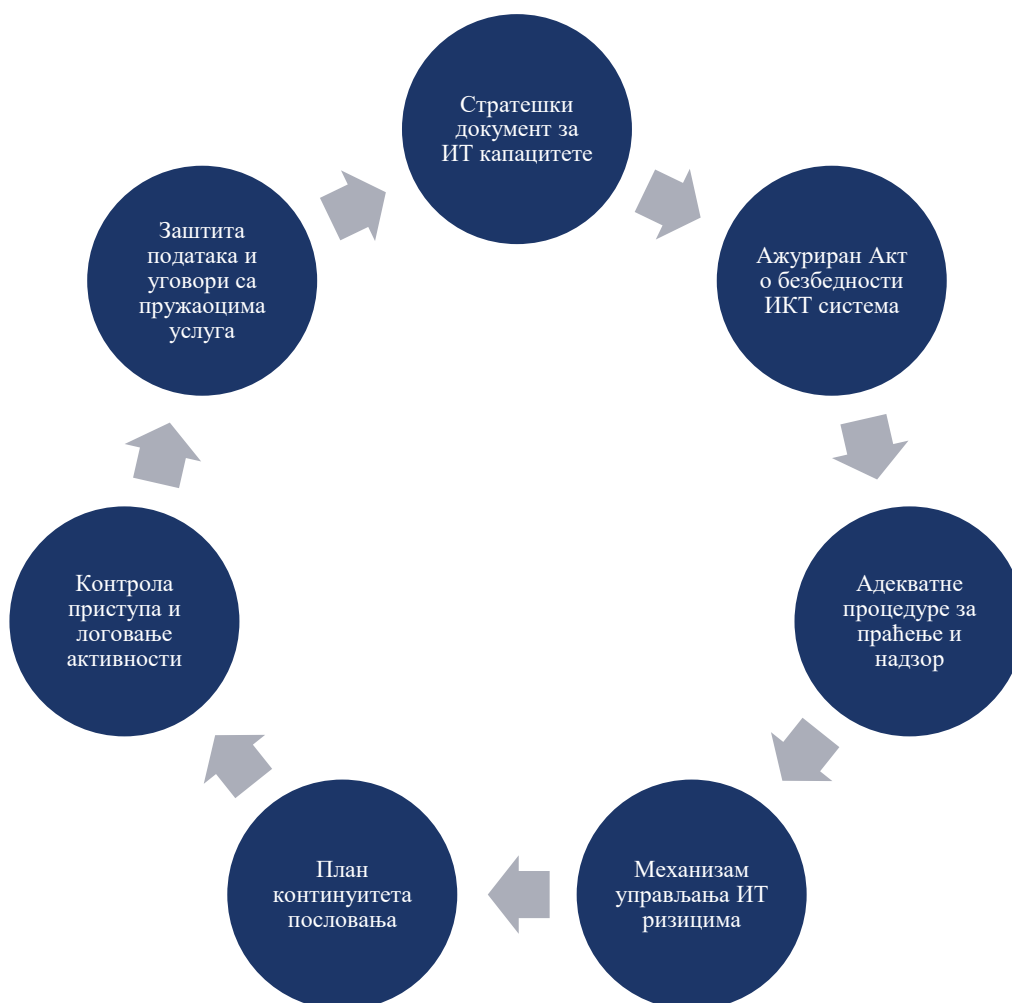 Стратешки
документ за
ИТ капацитете
Ажуриран Акт
о безбедности
ИКТ система
Адекватне
процедуре за
праћење и
надзор
Механизам
управљања ИТ
ризицима
План
континуитета
пословања
Контрола
приступа и
логовање
активности
Заштита
података и
уговори са
пружаоцима
услуга